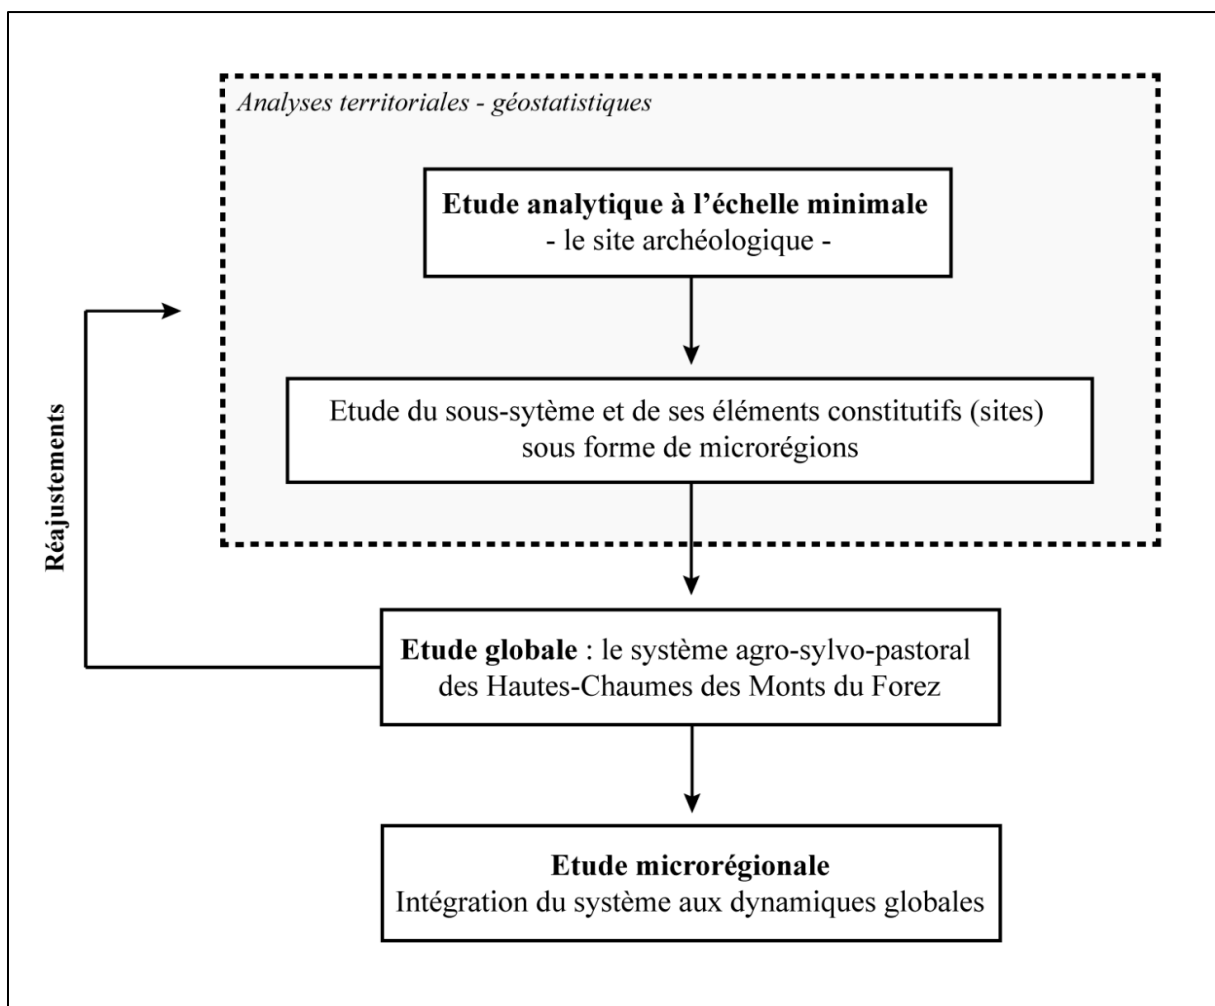 Analyses territoriales - géostatistiques
Etude analytique à l'échelle minimale
- le site archéologique -
Etude du sous-sytème et de ses éléments constitutifs (sites)
sous forme de microrégions
Réajustements
Etude globale : le système agro-sylvo-pastoral
des Hautes-Chaumes des Monts du Forez
Etude microrégionale
Intégration du système aux dynamiques globales